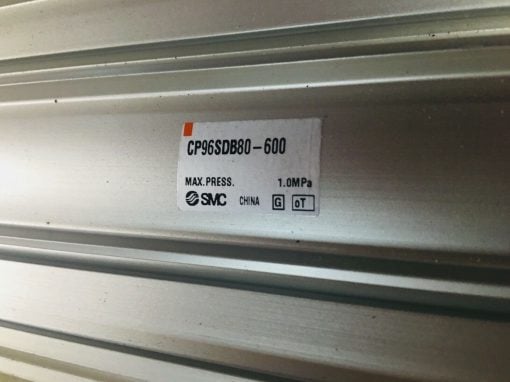 CP96SDB80-600
MAX.PRESS. 1.0MPa
SMC CHINA G oT